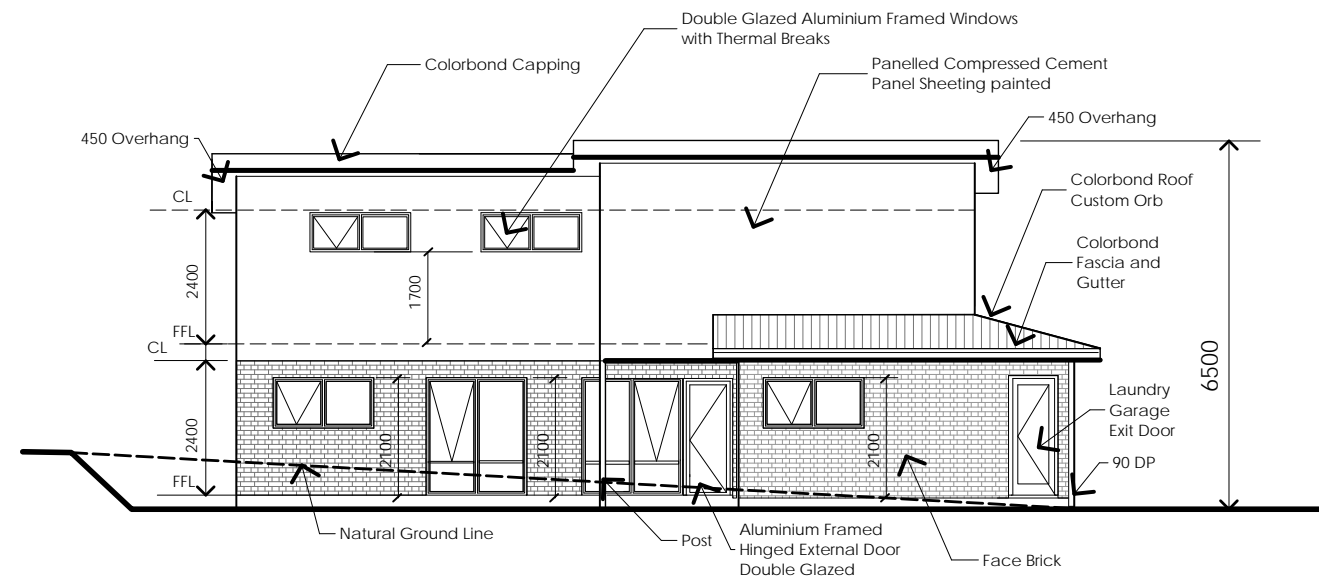 Double Glazed Aluminium Framed Windows
with Thermal Breaks
Colorbond Capping
Panelled Compressed Cement
Panel Sheeting painted
450 Overhang
450 Overhang
Colorbond Roof
Custom Orb
CL
Colorbond
Fascia and
Gutter
2400
1700
FFL
CL
6500
Laundry
Garage
Exit Door
2400
2100
2100
2100
90 DP
FFL
Natural Ground Line
Post
Aluminium Framed
Hinged External Door
Double Glazed
Face Brick